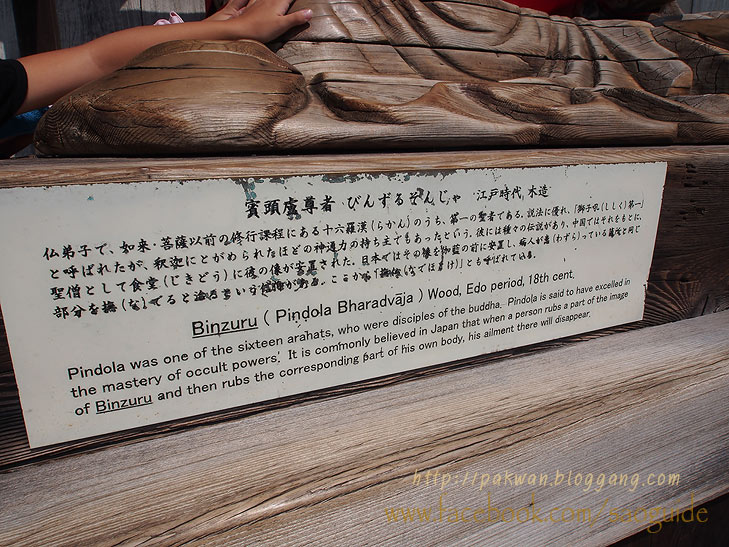 賓頭盧尊者 びんずるそんじゃ 江戸時代 木造
仏弟子で、如来・菩薩以前の修行課程にある十六羅漢(らかん)のうち、第一の聖者である。説法に優れ、「獅子吼(ししく)第一」
と呼ばれたが、釈迦にとがめられたほどの神通力の持ち主でもあったという。彼には種々の伝説があり、中国ではそれをもとに、
聖僧として食堂(じきどう)に彼の像が安置された。日本ではその像を伽藍の前に安置し、病人が患(わずら)っている箇所と同じ
部分を撫(な)でると治るという信仰がある。ここから「撫仏(なでぼとけ)」とも呼ばれている。
Binzuru ( Pindola Bharadvāja ) Wood, Edo period, 18th cent.
Pindola was one of the sixteen arahats, who were disciples of the buddha. Pindola is said to have excelled in
the mastery of occult powers. It is commonly believed in Japan that when a person rubs a part of the image
of Binzuru and then rubs the corresponding part of his own body, his ailment there will disappear.
http://pakwan.bloggang.com
www.facebook.com/sanguide